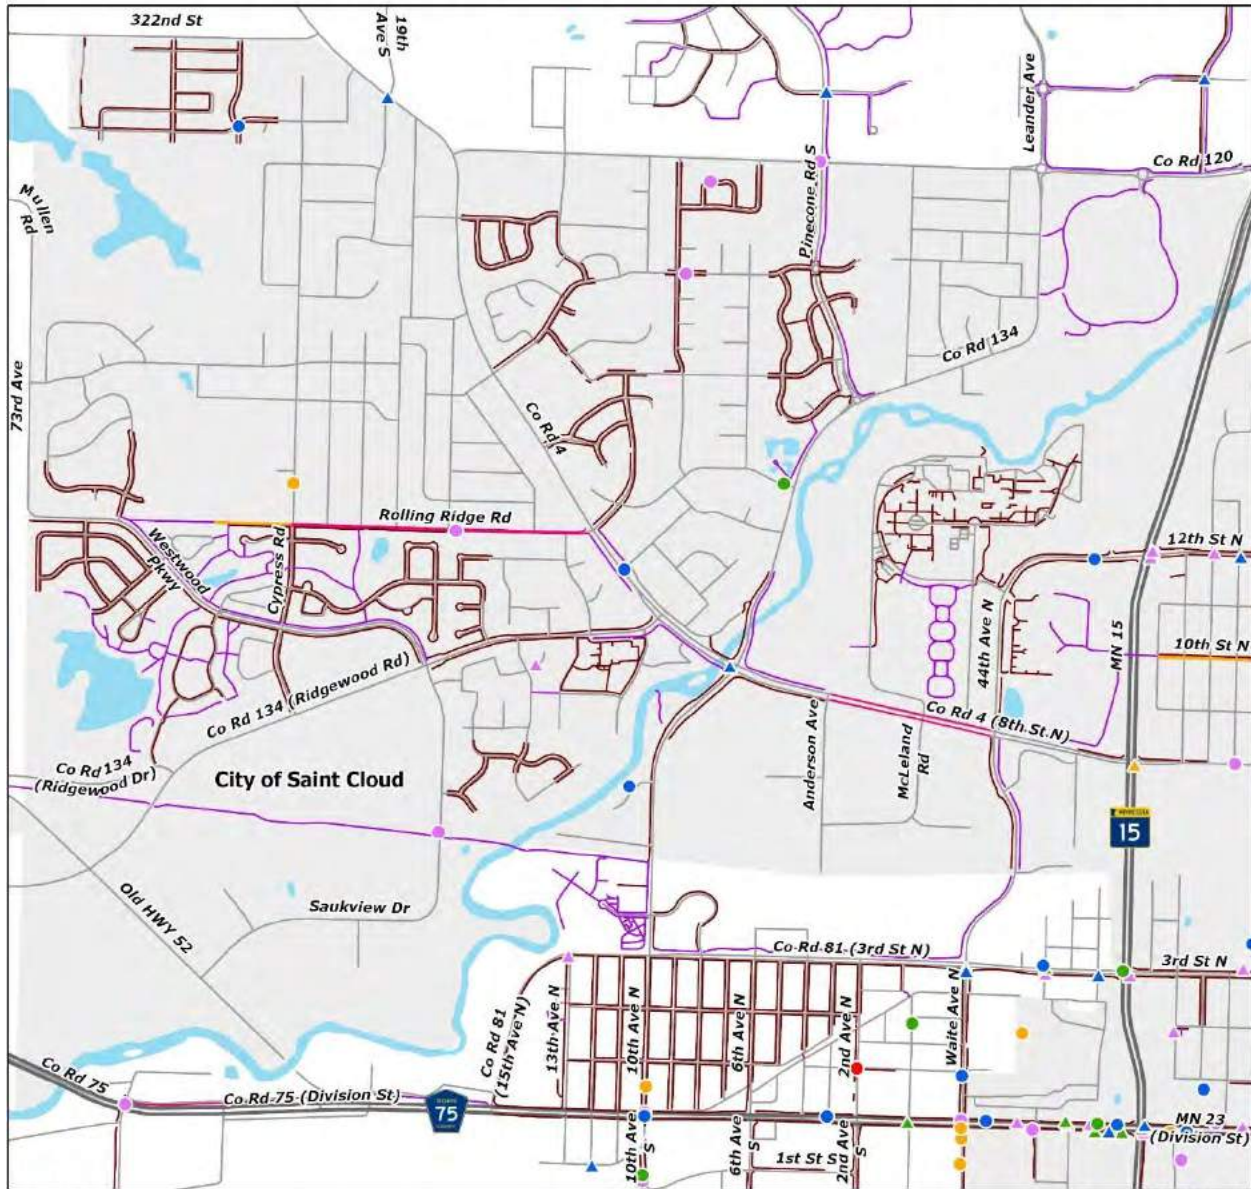 322nd St
19th
Ave S
Leander Ave
Co Rd 120
Pinecone Rd S
Mullen
Rd
Co Rd 134
73rd Ave
Co Rd 4
Rolling Ridge Rd
12th St N
Westwood
Pkwy
Cypress Rd
44th Ave N
MN 15
10th St N
Co Rd 134 (Ridgewood Rd)
Co Rd 4 (8th St N)
Anderson Ave
McLeland
Rd
Co Rd 134
(Ridgewood Dr)
City of Saint Cloud
15
Old HWY 52
Saukview Dr
Co Rd 81 (3rd St N)
3rd St N
Co Rd 81
(15th Ave N)
13th Ave N
10th Ave N
6th Ave N
2nd Ave N
Waite Ave N
Co Rd 75
Co Rd 75 (Division St)
75
MN 23
(Division St)
10th Ave
S
6th Ave
S
1st St S
2nd Ave
S